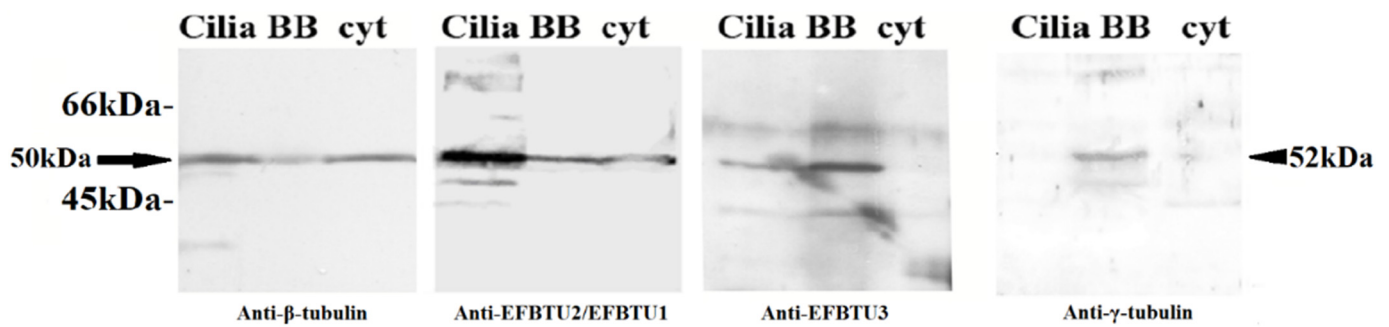 Cilia BB cyt
Cilia BB cyt
Cilia BB cyt
Cilia BB cyt
66kDa-
50kDa
45kDa-
52kDa
Anti-β-tubulin
Anti-EFBTU2/EFBTU1
Anti-EFBTU3
Anti-γ-tubulin